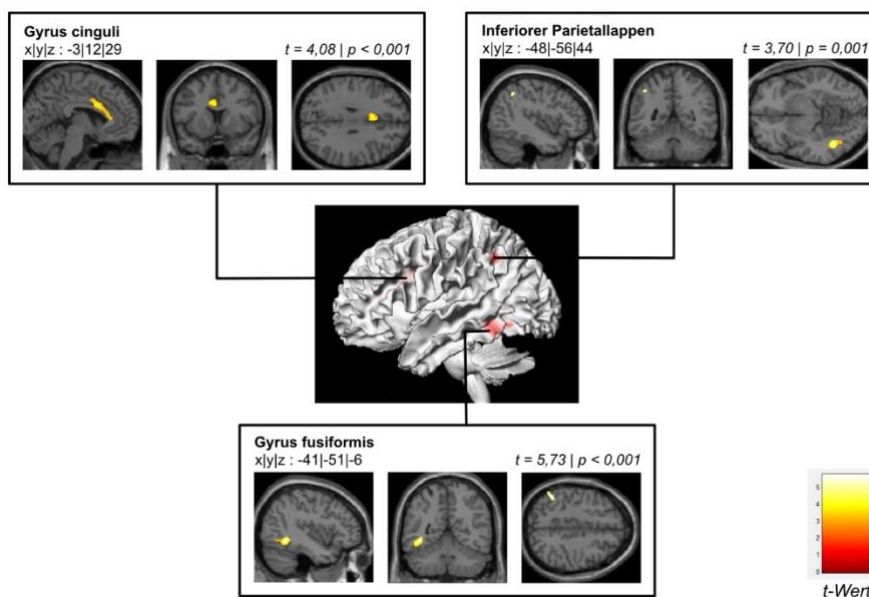 Gyrus cinguli
x|y|z : -3|12|29
t = 4,08 | p < 0,001
Inferiorer Parietallappen
x|y|z : -48|-56|44
t = 3,70 | p = 0,001
Gyrus fusiformis
x|y|z : -41|-51|-6
t = 5,73 | p < 0,001
5
4
3
2
1
0
t-Wert